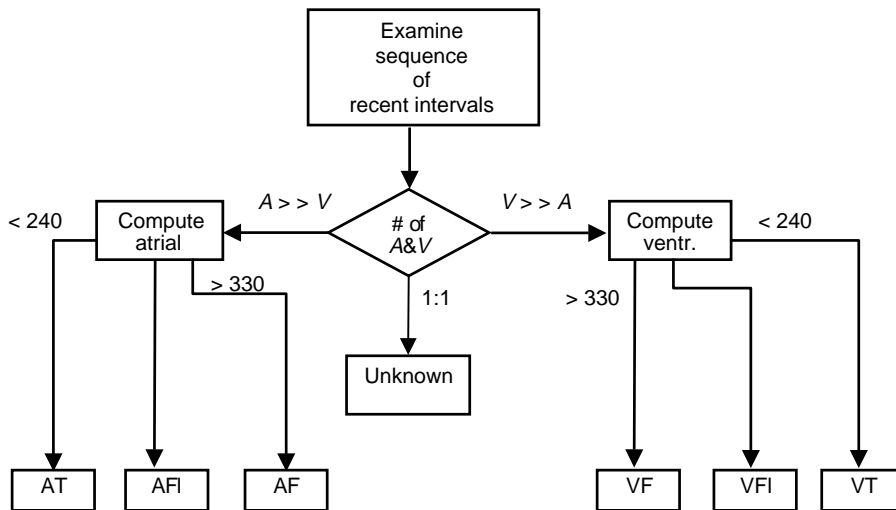 Examine
sequence
of
recent intervals
A > > V
V > > A
< 240
Compute
atrial
# of
A&V
Compute
ventr.
< 240
> 330
1:1
> 330
Unknown
AT
AFl
AF
VF
VFl
VT